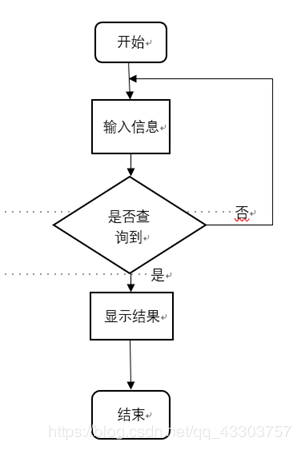 开始
输入信息
是否查
询到
否
是
显示结果
结束
https://blog.csdn.net/qq_43303757